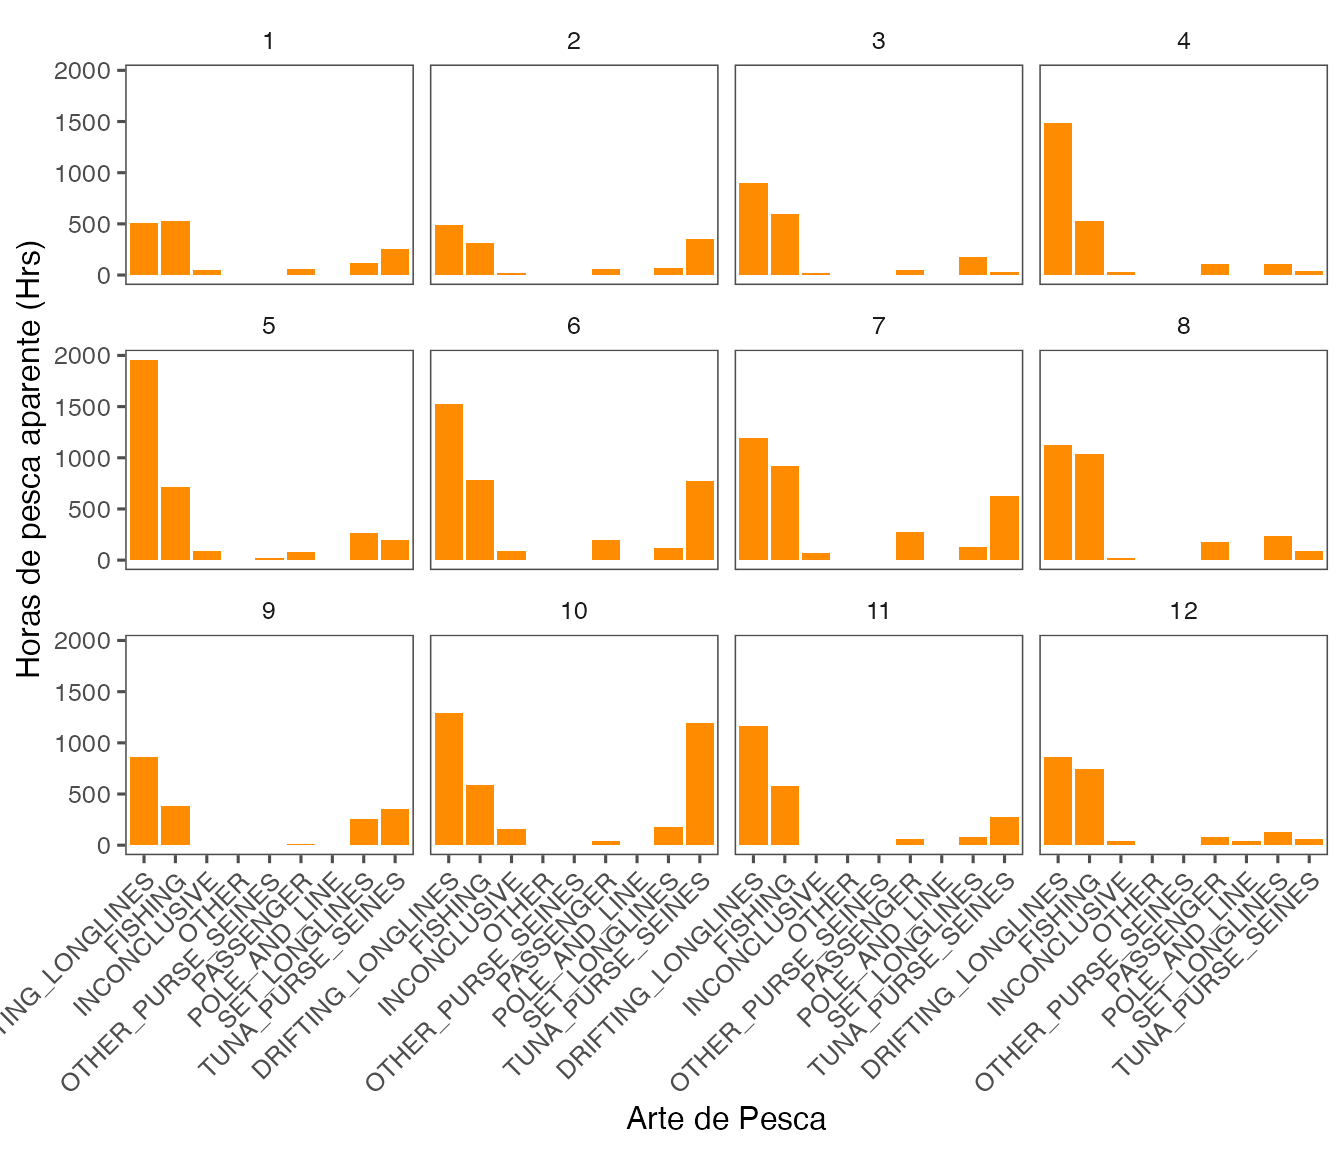 1 2 3 4
2000
1500
1000
500
0
5 6 7 8
2000
1500
1000
500
0
9 10 11 12
2000
1500
1000
500
0
TING_LONGLINES
FISHING
INCONCLUSIVE
OTHER
OTHER_PURSE_SEINES
PASSENGER
POLE_AND_LINE
SET_LONGLINES
TUNA_PURSE_SEINES
DRIFTING_LONGLINES
FISHING
INCONCLUSIVE
OTHER
OTHER_PURSE_SEINES
PASSENGER
POLE_AND_LINE
SET_LONGLINES
TUNA_PURSE_SEINES
DRIFTING_LONGLINES
FISHING
INCONCLUSIVE
OTHER
OTHER_PURSE_SEINES
PASSENGER
POLE_AND_LINE
SET_LONGLINES
TUNA_PURSE_SEINES
DRIFTING_LONGLINES
FISHING
INCONCLUSIVE
OTHER
OTHER_PURSE_SEINES
PASSENGER
POLE_AND_LINE
SET_LONGLINES
TUNA_PURSE_SEINES
Arte de Pesca
Horas de pesca aparente (Hrs)